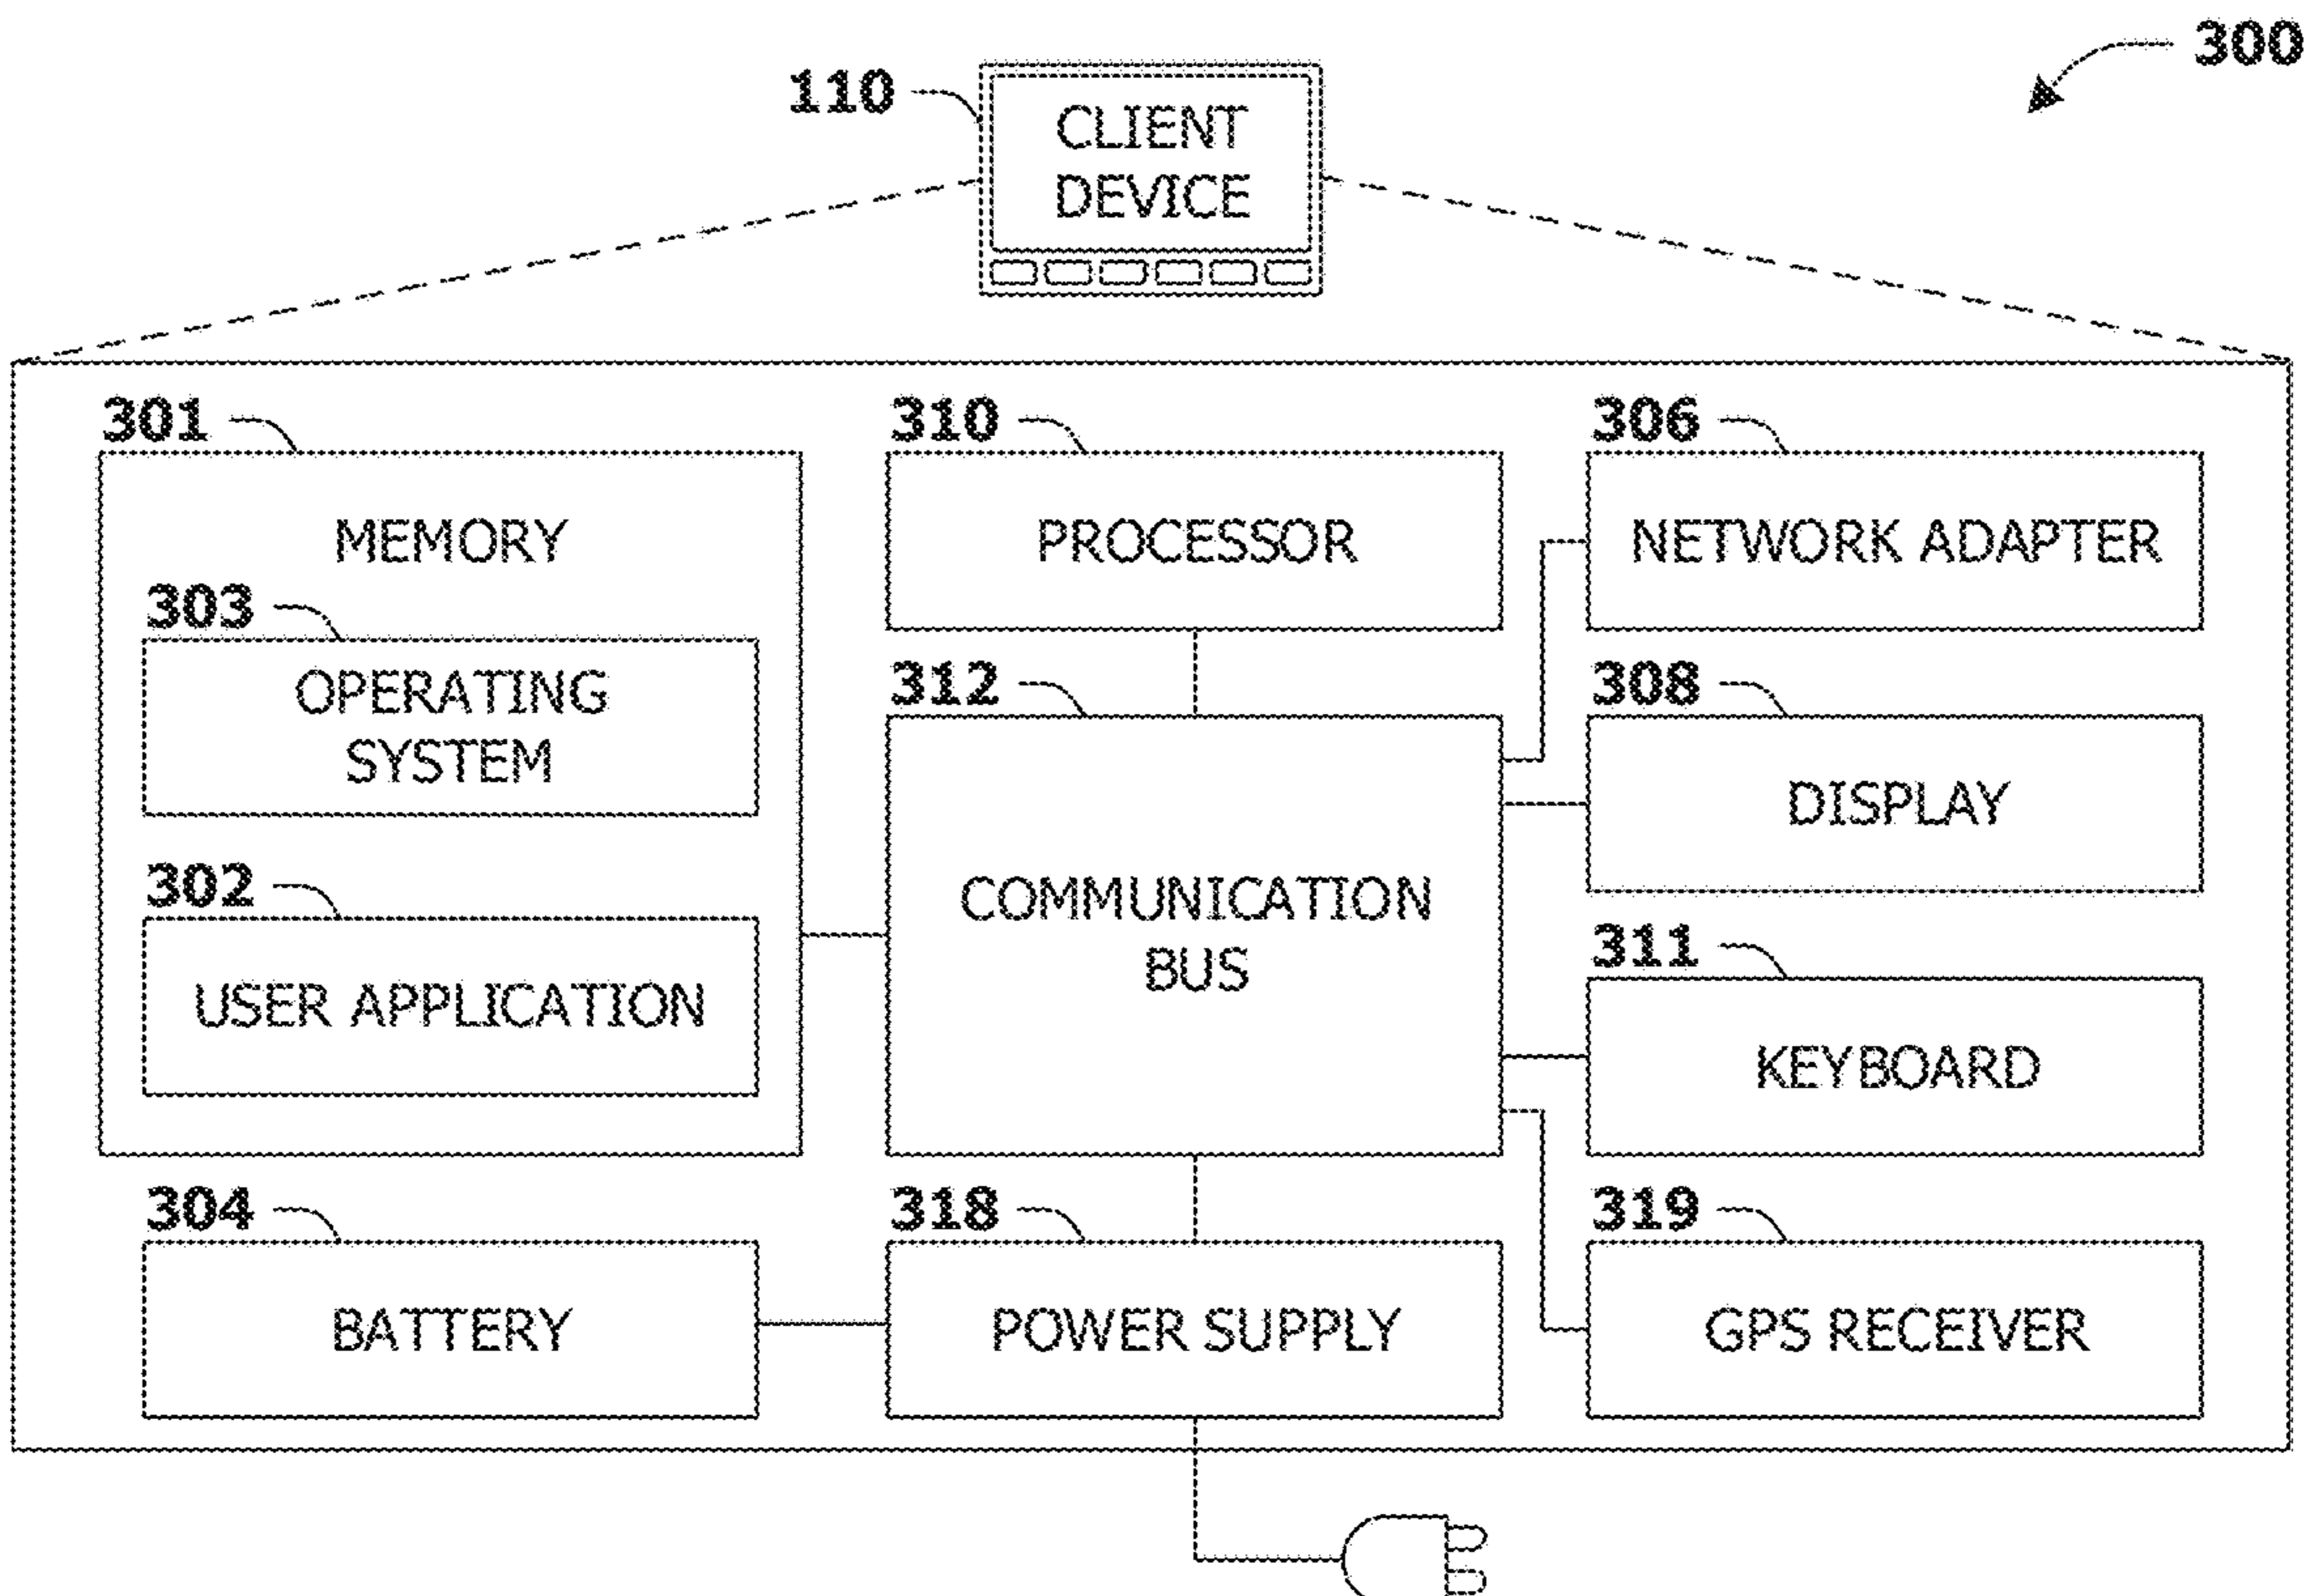 300
110
CLIENT
DEVICE
301
310
306
MEMORY
PROCESSOR
NETWORK ADAPTER
303
312
308
OPERATING
SYSTEM
DISPLAY
302
COMMUNICATION
BUS
311
USER APPLICATION
KEYBOARD
304
318
319
BATTERY
POWER SUPPLY
GPS RECEIVER